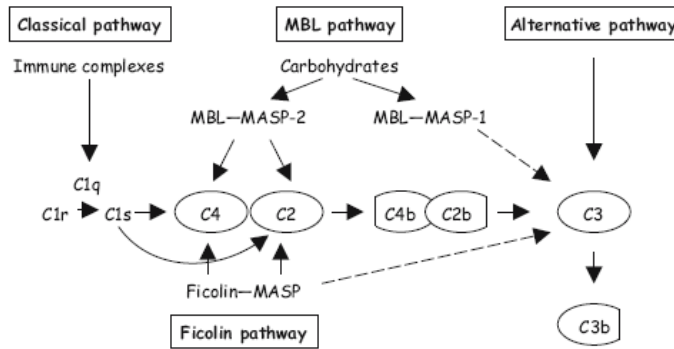 Classical pathway
MBL pathway
Alternative pathway
Immune complexes
Carbohydrates
MBL—MASP-2
MBL—MASP-1
C1q
C1r
C1s
C4
C2
C4b
C2b
C3
Ficolin—MASP
Ficolin pathway
C3b